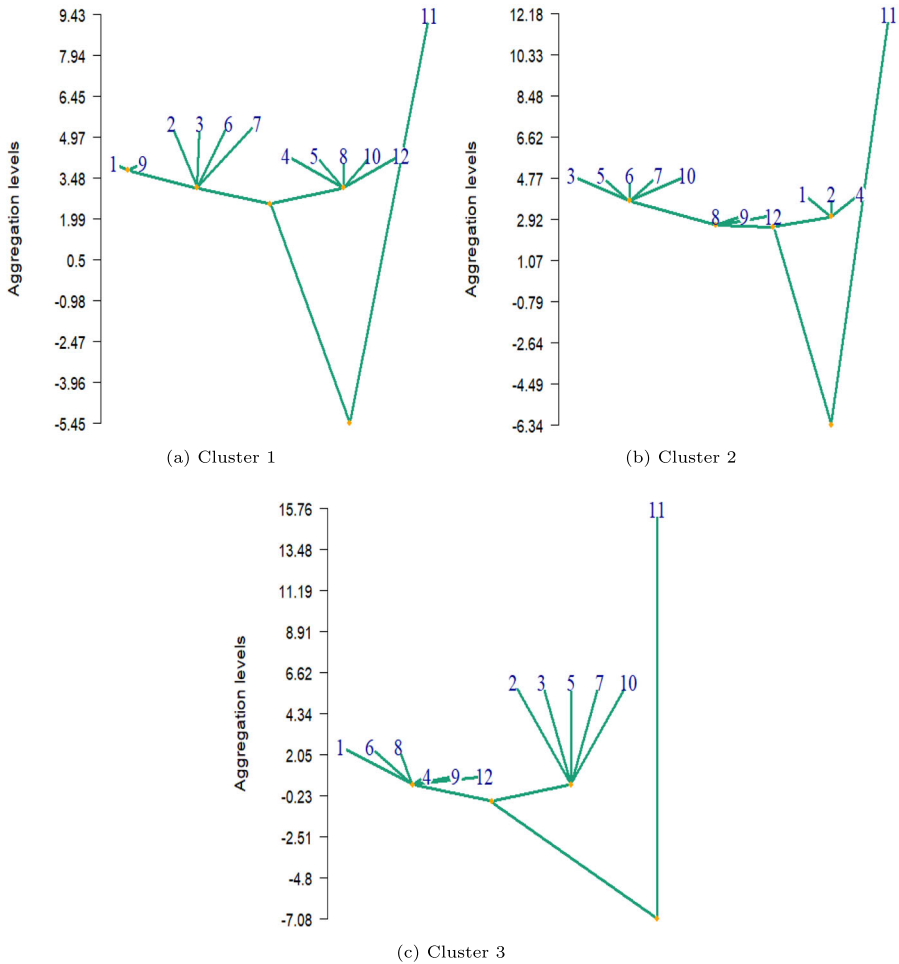 9.43
7.94
6.45
4.97
3.48
1.99
0.5
-0.98
-2.47
-3.96
-5.45
Aggregation levels
11
2 3 6 7
1 9
4 5 8 10 12
(a) Cluster 1
12.18
10.33
8.48
6.62
4.77
2.92
1.07
-0.79
-2.64
-4.49
-6.34
Aggregation levels
11
3 5 6 7 10
8 9 12
1 2 4
(b) Cluster 2
15.76
13.48
11.19
8.91
6.62
4.34
2.05
-0.23
-2.51
-4.8
-7.08
Aggregation levels
11
2 3 5 7 10
1 6 8
4 9 12
(c) Cluster 3